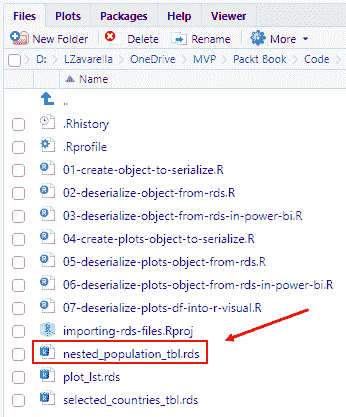 Files Plots Packages Help Viewer
New Folder Delete Rename More
D: LZavarella OneDrive MVP Packt Book Code
Name
..
.Rhistory
.Rprofile
01-create-object-to-serialize.R
02-deserialize-object-from-rds.R
03-deserialize-object-from-rds-in-power-bi.R
04-create-plots-object-to-serialize.R
05-deserialize-plots-object-from-rds.R
06-deserialize-plots-object-from-rds-in-power-bi.R
07-deserialize-plots-df-into-r-visual.R
importing-rds-files.Rproj
nested_population_tbl.rds
plot_lst.rds
selected_countries_tbl.rds